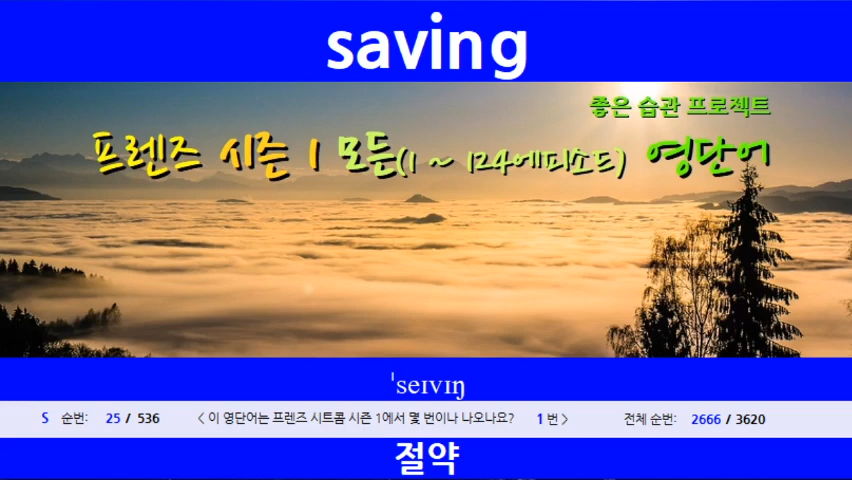 saving
좋은 습관 프로젝트
프렌즈 시즌 1 모든(1 ~ 124에피소드) 영단어
ˈseɪvɪŋ
S 순번: 25 / 536 < 이 영단어는 프렌즈 시트콤 시즌 1에서 몇 번이나 나오나요? 1 번 > 전체 순번: 2666 / 3620
절약